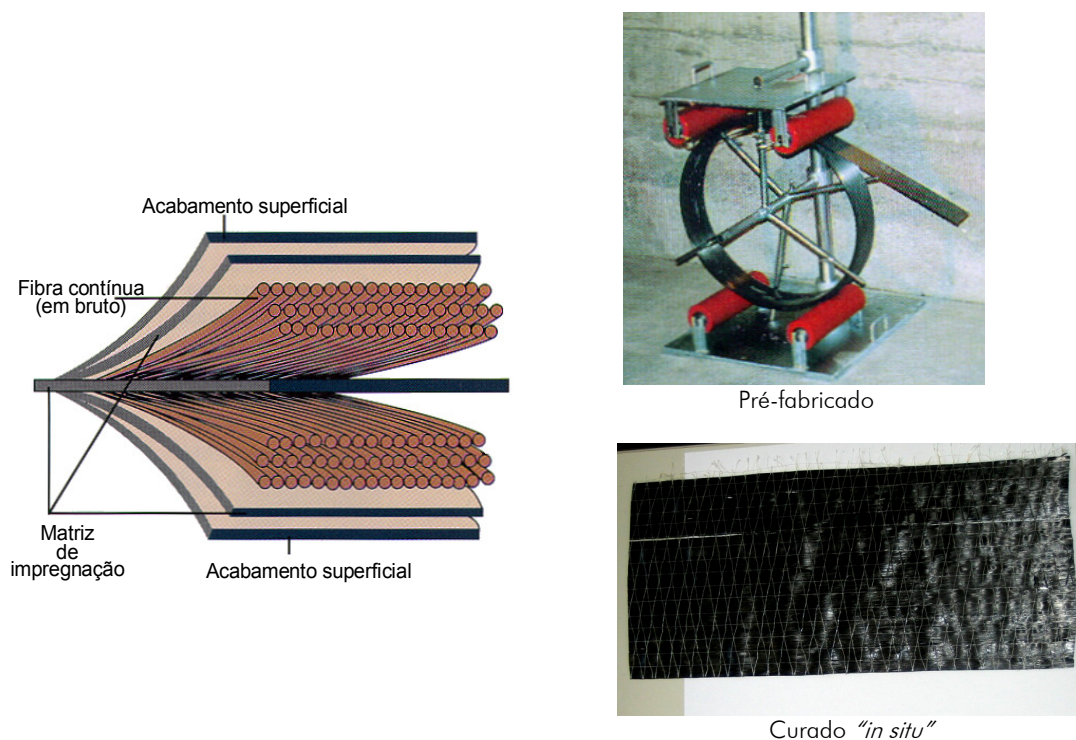 Acabamento superficial
Fibra contínua
(em bruto)
Matriz
de
impregnação
Acabamento superficial
Pré-fabricado
Curado "in situ"